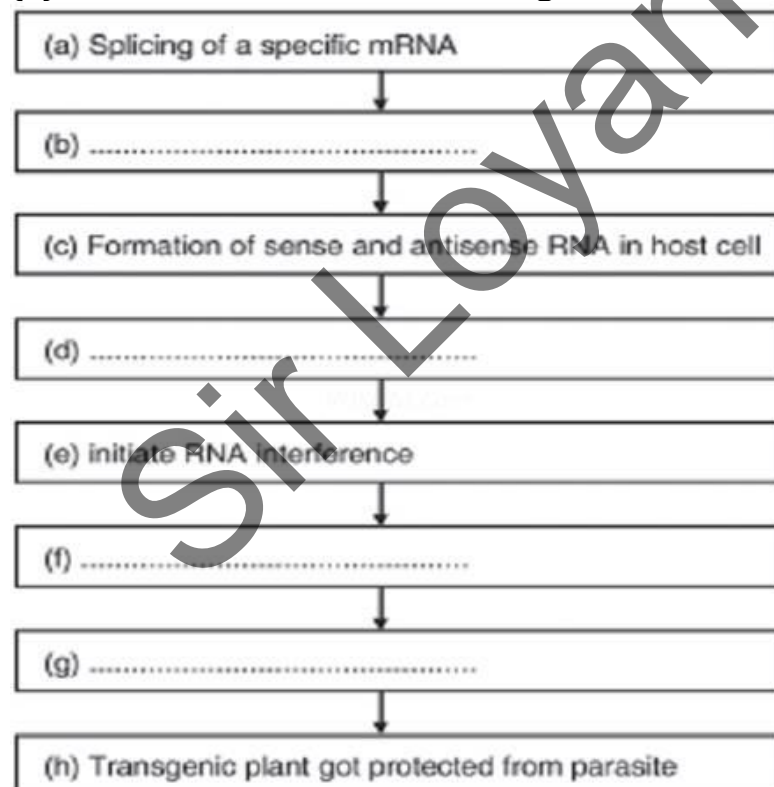 (a) Splicing of a specific mRNA
(b) ................................................
(c) Formation of sense and antisense RNA in host cell
(d) ................................................
(e) initiate RNA interference
(f) ................................................
(g) ................................................
(h) Transgenic plant got protected from parasite
Sir Loyan